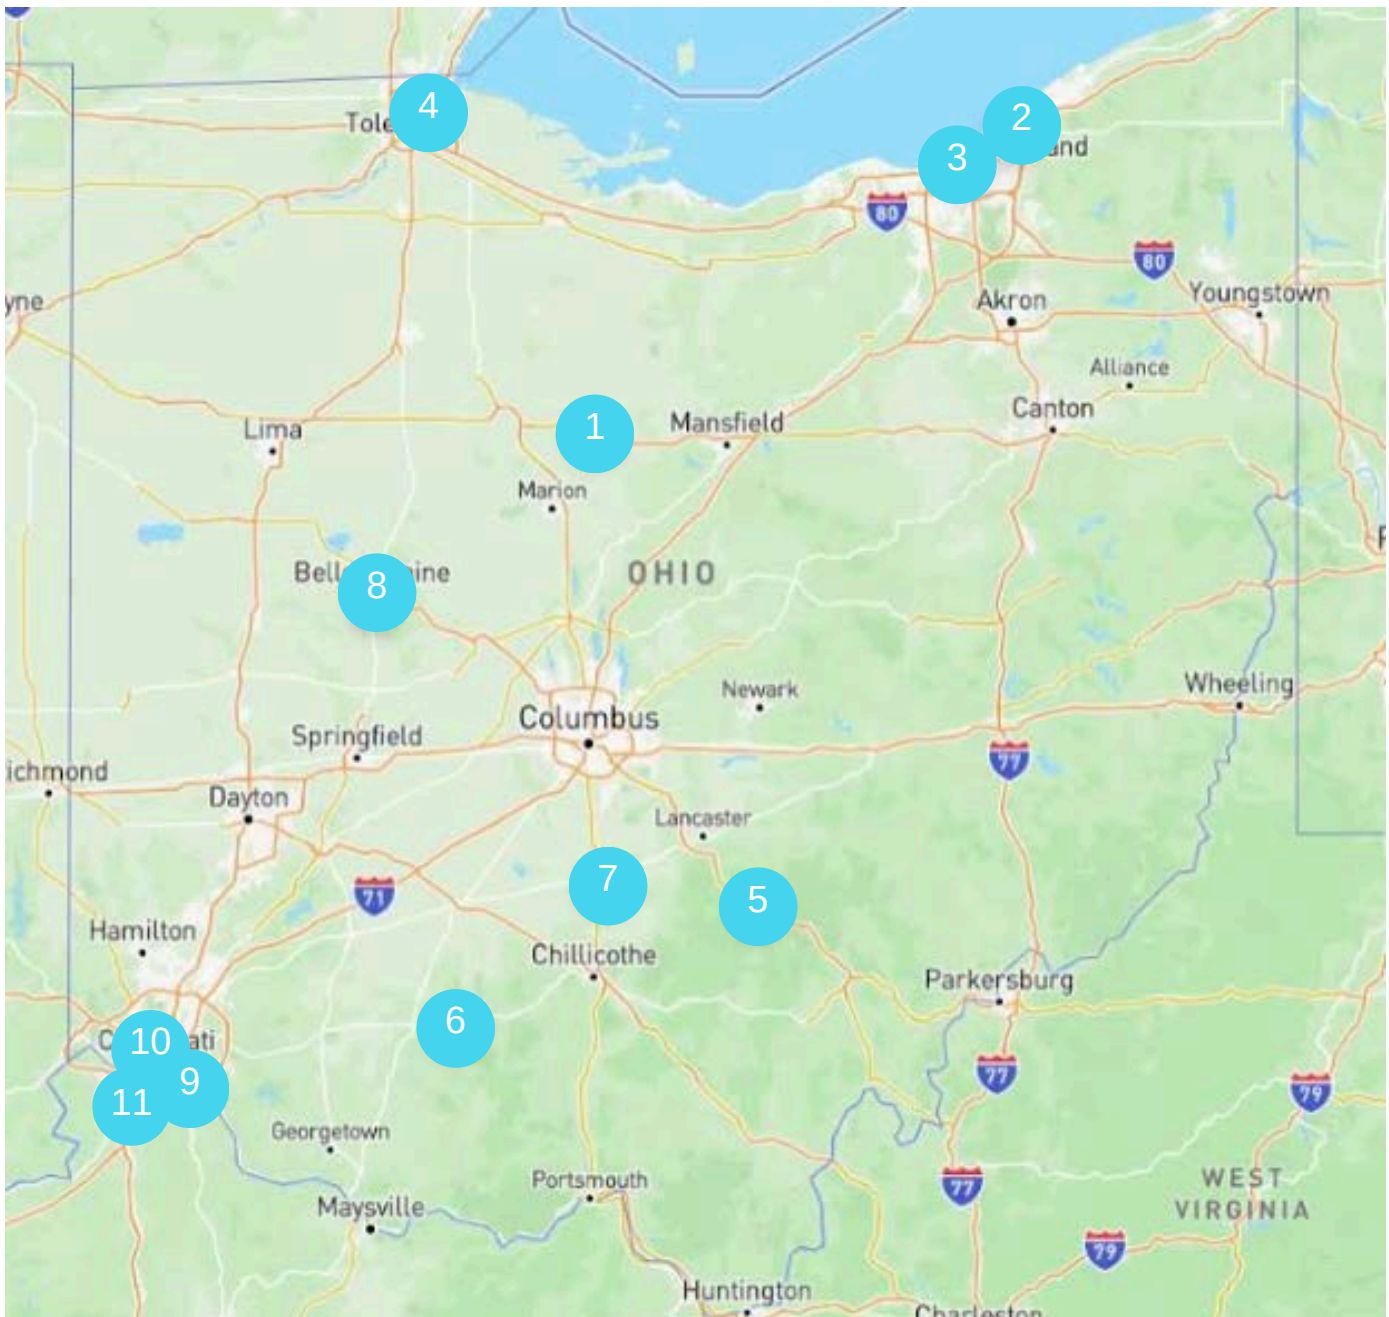 4
Tole
2
and
3
80
80
yne
Akron
Youngstown
Alliance
Canton
1
Mansfield
Lima
Marion
Bell
ine
8
OHIO
Newark
Wheeling
Columbus
Springfield
77
ichmond
Dayton
Lancaster
7
5
71
Hamilton
Chillicothe
Parkersburg
6
10
C
ati
9
11
77
79
Georgetown
Portsmouth
77
WEST
VIRGINIA
Maysville
79
Huntington
Charleston